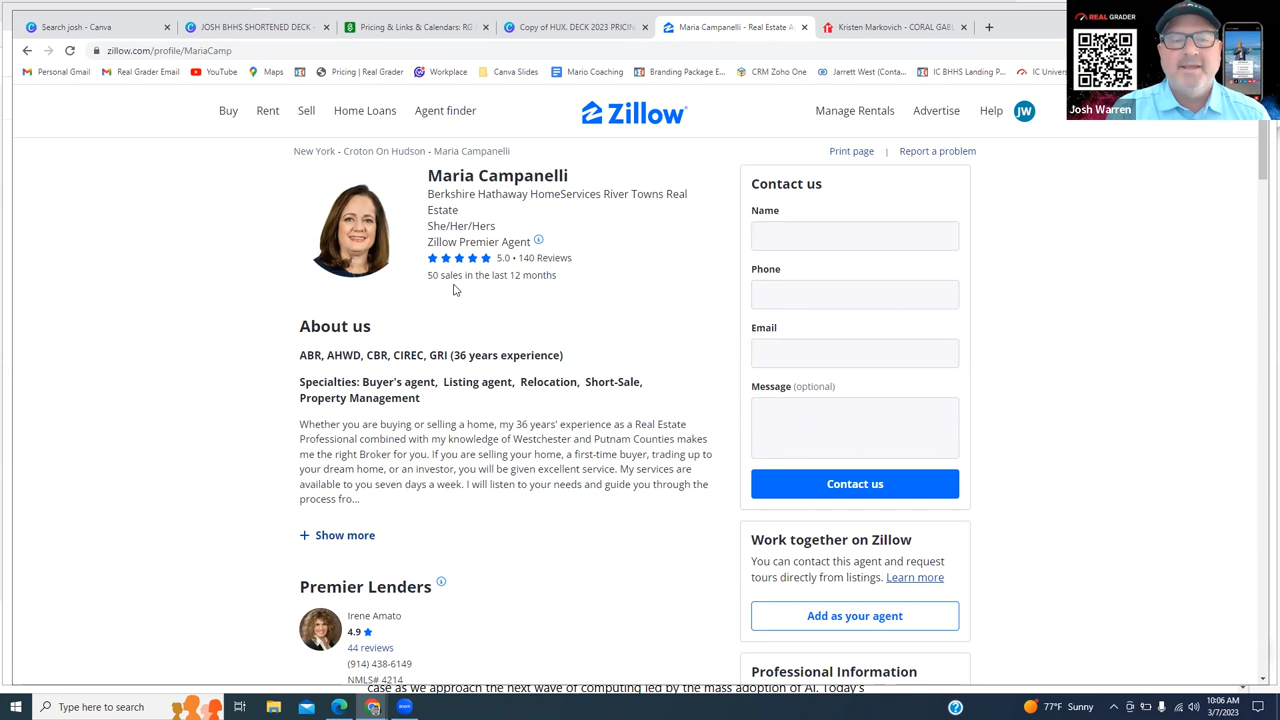 Search josh - Canva
JOSH BHHS SHORTENED DECK -
Pricing and Calendars: RG
Copy of HUX. DECK 2023 PRICIN
Maria Campanelli - Real Estate A
Kristen Markovich - CORAL GABL
zillow.com/profile/MariaCamp
Personal Gmail
Real Grader Email
YouTube
Maps
Pricing | Real Grader
Workplace
Canva Slides
Mario Coaching
Branding Package E...
CRM Zoho One
Jarrett West (Conta...
IC BHHS Landing P...
IC Univers
REAL GRADER
Josh Warren
Buy
Rent
Sell
Home L
Agent finder
Zillow
Manage Rentals
Advertise
Help
JW
New York - Croton On Hudson - Maria Campanelli
Print page | Report a problem
Maria Campanelli
Berkshire Hathaway HomeServices River Towns Real
Estate
She/Her/Hers
Zillow Premier Agent
5.0 • 140 Reviews
50 sales in the last 12 months
About us
ABR, AHWD, CBR, CIREC, GRI (36 years experience)
Specialties: Buyer's agent, Listing agent, Relocation, Short-Sale,
Property Management
Whether you are buying or selling a home, my 36 years' experience as a Real Estate
Professional combined with my knowledge of Westchester and Putnam Counties makes
me the right Broker for you. If you are selling your home, a first-time buyer, trading up to
your dream home, or an investor, you will be given excellent service. My services are
available to you seven days a week. I will listen to your needs and guide you through the
process fro...
+ Show more
Premier Lenders
Irene Amato
4.9
44 reviews
(914) 438-6149
NMLS# 4214
Contact us
Name
Phone
Email
Message (optional)
Contact us
Work together on Zillow
You can contact this agent and request
tours directly from listings. Learn more
Add as your agent
Professional Information
case as we approach the next wave of computing led by the mass adoption of AI. Today's
Type here to search
77°F Sunny
10:06 AM
3/7/2023